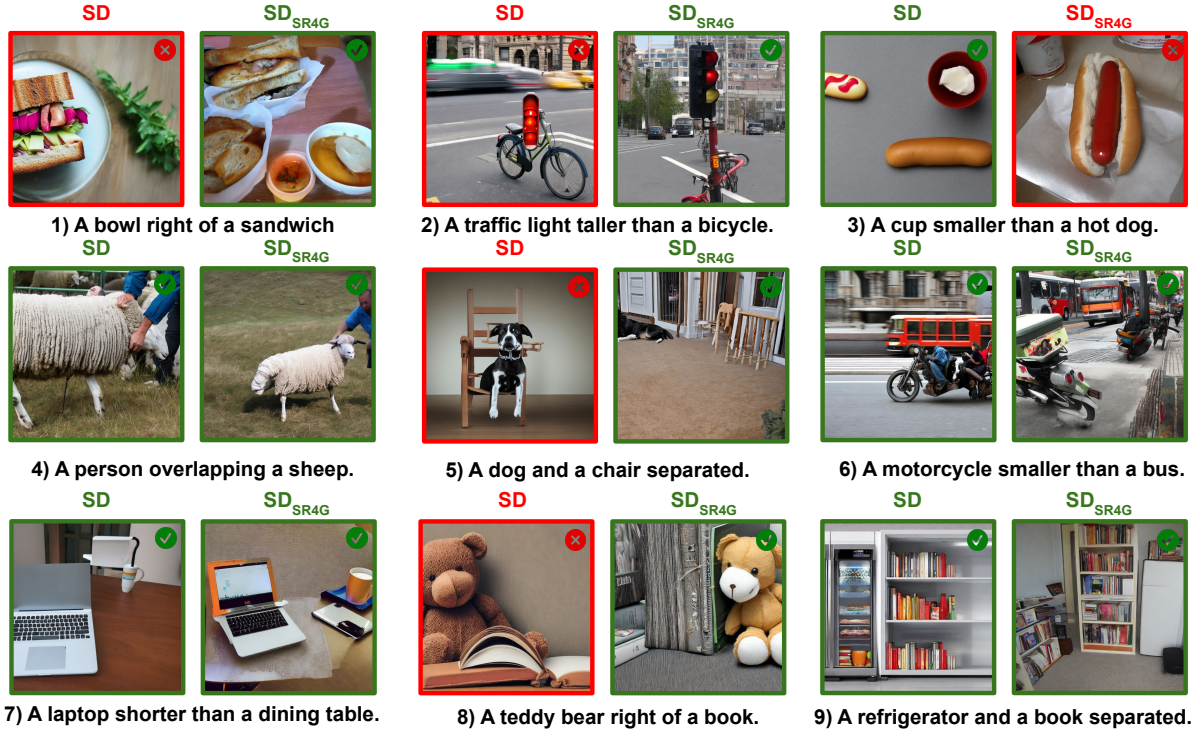 SD SD_SR4G SD SD_SR4G SD SD_SR4G
1) A bowl right of a sandwich 2) A traffic light taller than a bicycle. 3) A cup smaller than a hot dog.
SD SD_SR4G SD SD_SR4G SD SD_SR4G
4) A person overlapping a sheep. 5) A dog and a chair separated. 6) A motorcycle smaller than a bus.
SD SD_SR4G SD SD_SR4G SD SD_SR4G
7) A laptop shorter than a dining table. 8) A teddy bear right of a book. 9) A refrigerator and a book separated.